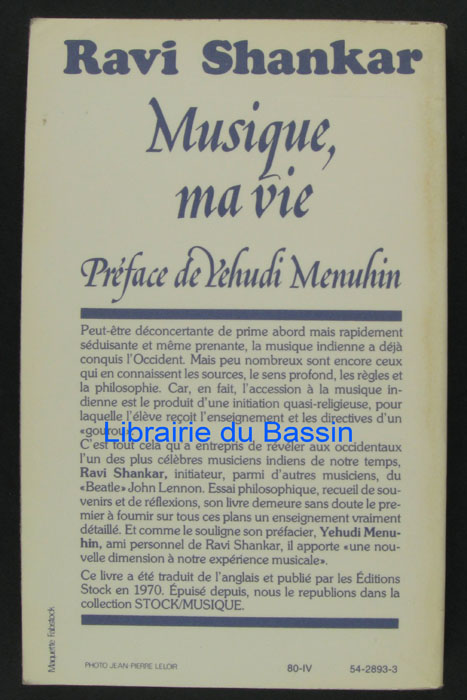 Ravi Shankar
Musique,
ma vie
Préface de Yehudi Menuhin
Peut-être déconcertante de prime abord mais rapidement
séduisante et même prenante, la musique indienne a déjà
conquis l'Occident. Mais peu nombreux sont encore ceux
qui en connaissent les sources, le sens profond, les règles et
la philosophie. Car, en fait, l'accession à la musique in-
dienne est le produit d'une initiation quasi-religieuse, pour
laquelle l'élève reçoit l'enseignement et les directives d'un
«gourou».
Librairie du Bassin
C'est tout cela qu'a entrepris de révéler aux occidentaux
l'un des plus célèbres musiciens indiens de notre temps,
Ravi Shankar, initiateur, parmi d'autres musiciens, du
«Beatle» John Lennon. Essai philosophique, recueil de sou-
venirs et de réflexions, son livre demeure sans doute le pre-
mier à fournir sur tous ces plans un enseignement vraiment
détaillé. Et comme le souligne son préfacier, Yehudi Menu-
hin, ami personnel de Ravi Shankar, il apporte «une nou-
velle dimension à notre expérience musicale».
Ce livre a été traduit de l'anglais et publié par les Éditions
Stock en 1970. Épuisé depuis, nous le republions dans la
collection STOCK/MUSIQUE.
Maquette Fabstock
PHOTO JEAN-PIERRE LELOIR
80-IV
54-2893-3